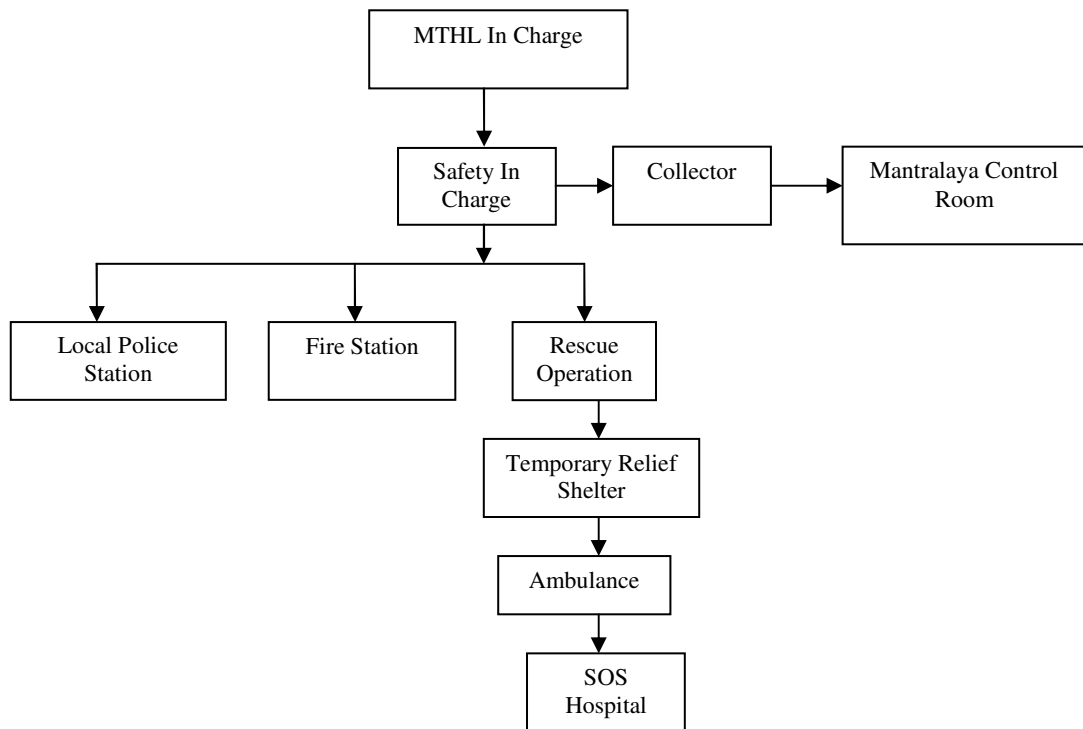 MTHL In Charge
Safety In
Charge
Collector
Mantralaya Control
Room
Local Police
Station
Fire Station
Rescue
Operation
Temporary Relief
Shelter
Ambulance
SOS
Hospital